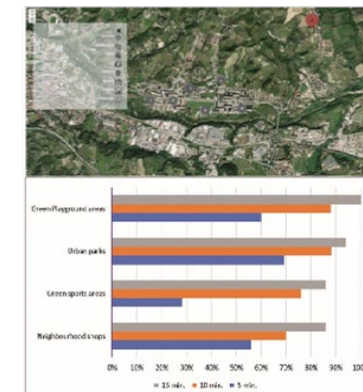 Green Playground areas
Urban parks
Green sports areas
Neighbourhood shops
0% 10% 20% 30% 40% 50% 60% 70% 80% 90% 100
15 min. 10 min. 5 min.